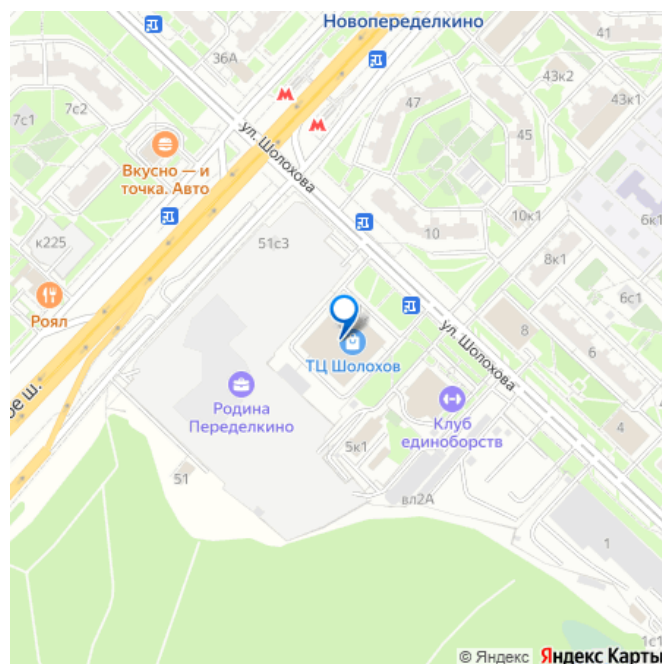 Новопеределкино
36А
41
43к2
43к1
47
7с2
7с1
45
ул. Шолохова
Вкусно — и
точка. Авто
10к1
6к1
10
к225
51с3
8к1
6с1
Роял
8
ул. Шолохова
6
ТЦ Шолохов
ое ш.
Родина
Переделкино
Клуб
единоборств
4
5к1
51
вл2А
1
1с1
© Яндекс Яндекс Карты